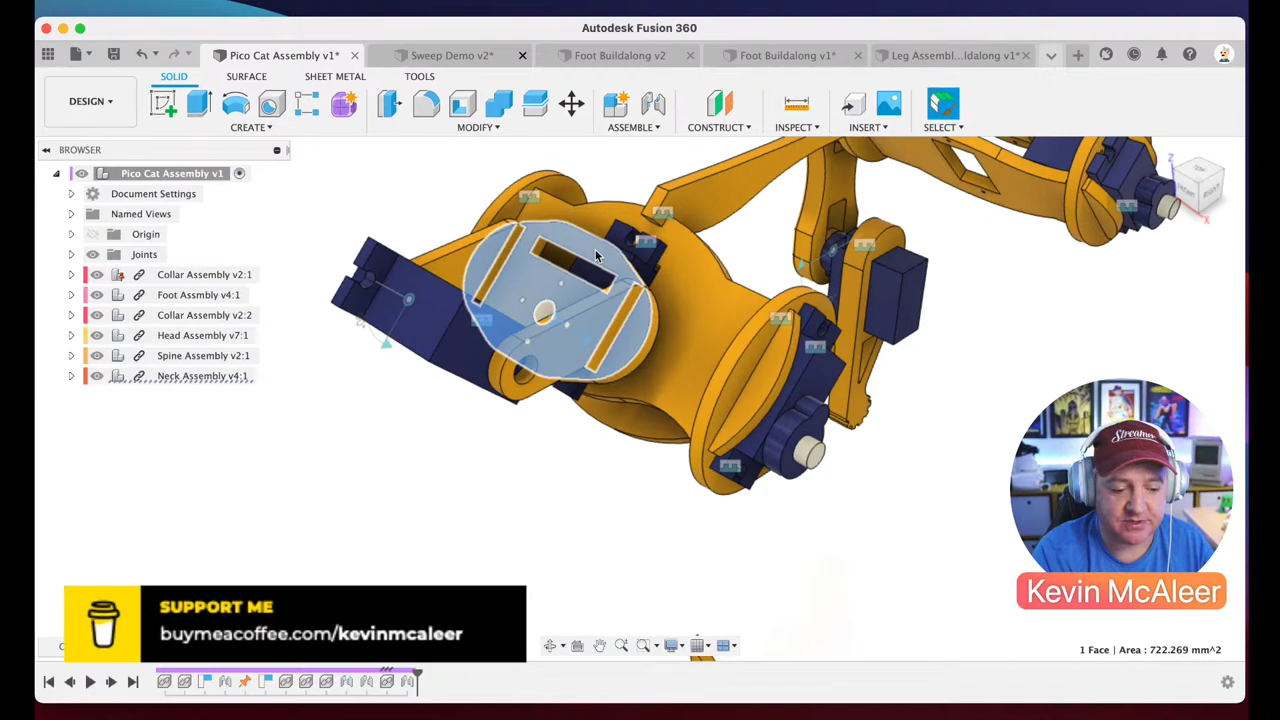 Autodesk Fusion 360
Pico Cat Assembly v1*
Sweep Demo v2*
Foot Buildalong v2
Foot Buildalong v1*
Leg Assembl...ldalong v1*
DESIGN
SOLID
SURFACE
SHEET METAL
TOOLS
CREATE
MODIFY
ASSEMBLE
CONSTRUCT
INSPECT
INSERT
SELECT
BROWSER
Pico Cat Assembly v1
Document Settings
Named Views
Origin
Joints
Collar Assembly v2:1
Foot Assmbly v4:1
Collar Assembly v2:2
Head Assembly v7:1
Spine Assembly v2:1
Neck Assembly v4:1
Z
TOP
RIGHT
X
Streamer
Kevin McAleer
SUPPORT ME
buymeacoffee.com/kevinmcaleer
1 Face | Area : 722.269 mm^2